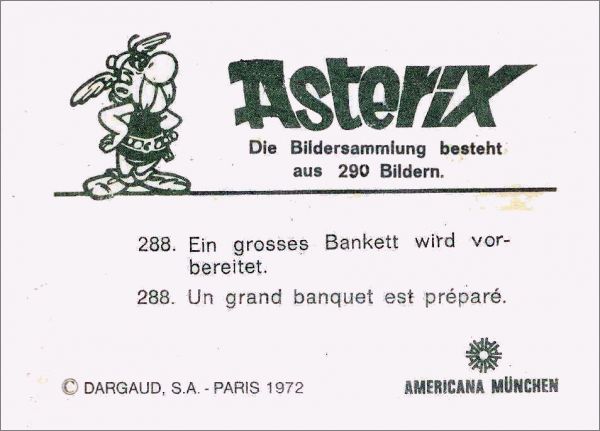 Asterix
Die Bildersammlung besteht
aus 290 Bildern.
288. Ein grosses Bankett wird vor-
bereitet.
288. Un grand banquet est préparé.
© DARGAUD, S.A. - PARIS 1972
AMERICANA MÜNCHEN